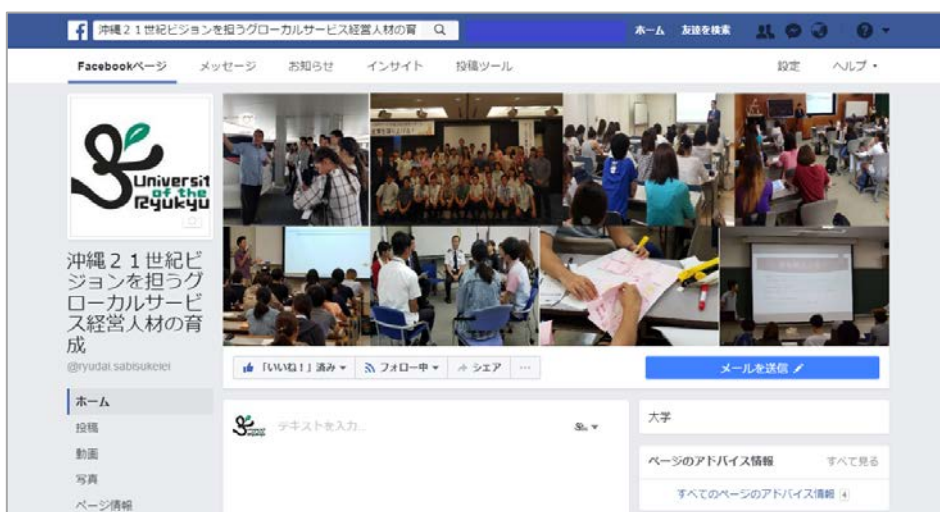 沖縄21世紀ビジョンを担うグローカルサービス経営人材の育
ホーム 友達を検索
Facebookページ メッセージ お知らせ インサイト 投稿ツール 設定 ヘルプ
University
of the
Ryukyu
沖縄２１世紀ビ
ジョンを担うグ
ローカルサービ
ス経営人材の育
成
@ryudai.sabisukeiei
「いいね！」済み フォロー中 シェア ...
メールを送信
ホーム
投稿
動画
写真
ページ情報
テキストを入力...
大学
ページのアドバイス情報 すべて見る
すべてのページのアドバイス情報 4